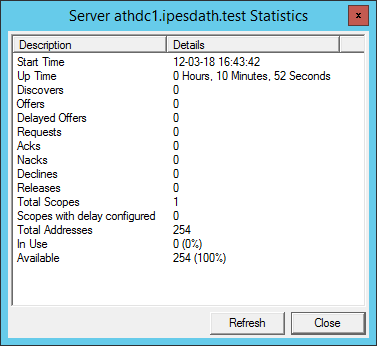 Server athdc1.ipesdath.test Statistics
x
Description Details
Start Time 12-03-18 16:43:42
Up Time 0 Hours, 10 Minutes, 52 Seconds
Discovers 0
Offers 0
Delayed Offers 0
Requests 0
Acks 0
Nacks 0
Declines 0
Releases 0
Total Scopes 1
Scopes with delay configured 0
Total Addresses 254
In Use 0 (0%)
Available 254 (100%)
Refresh Close